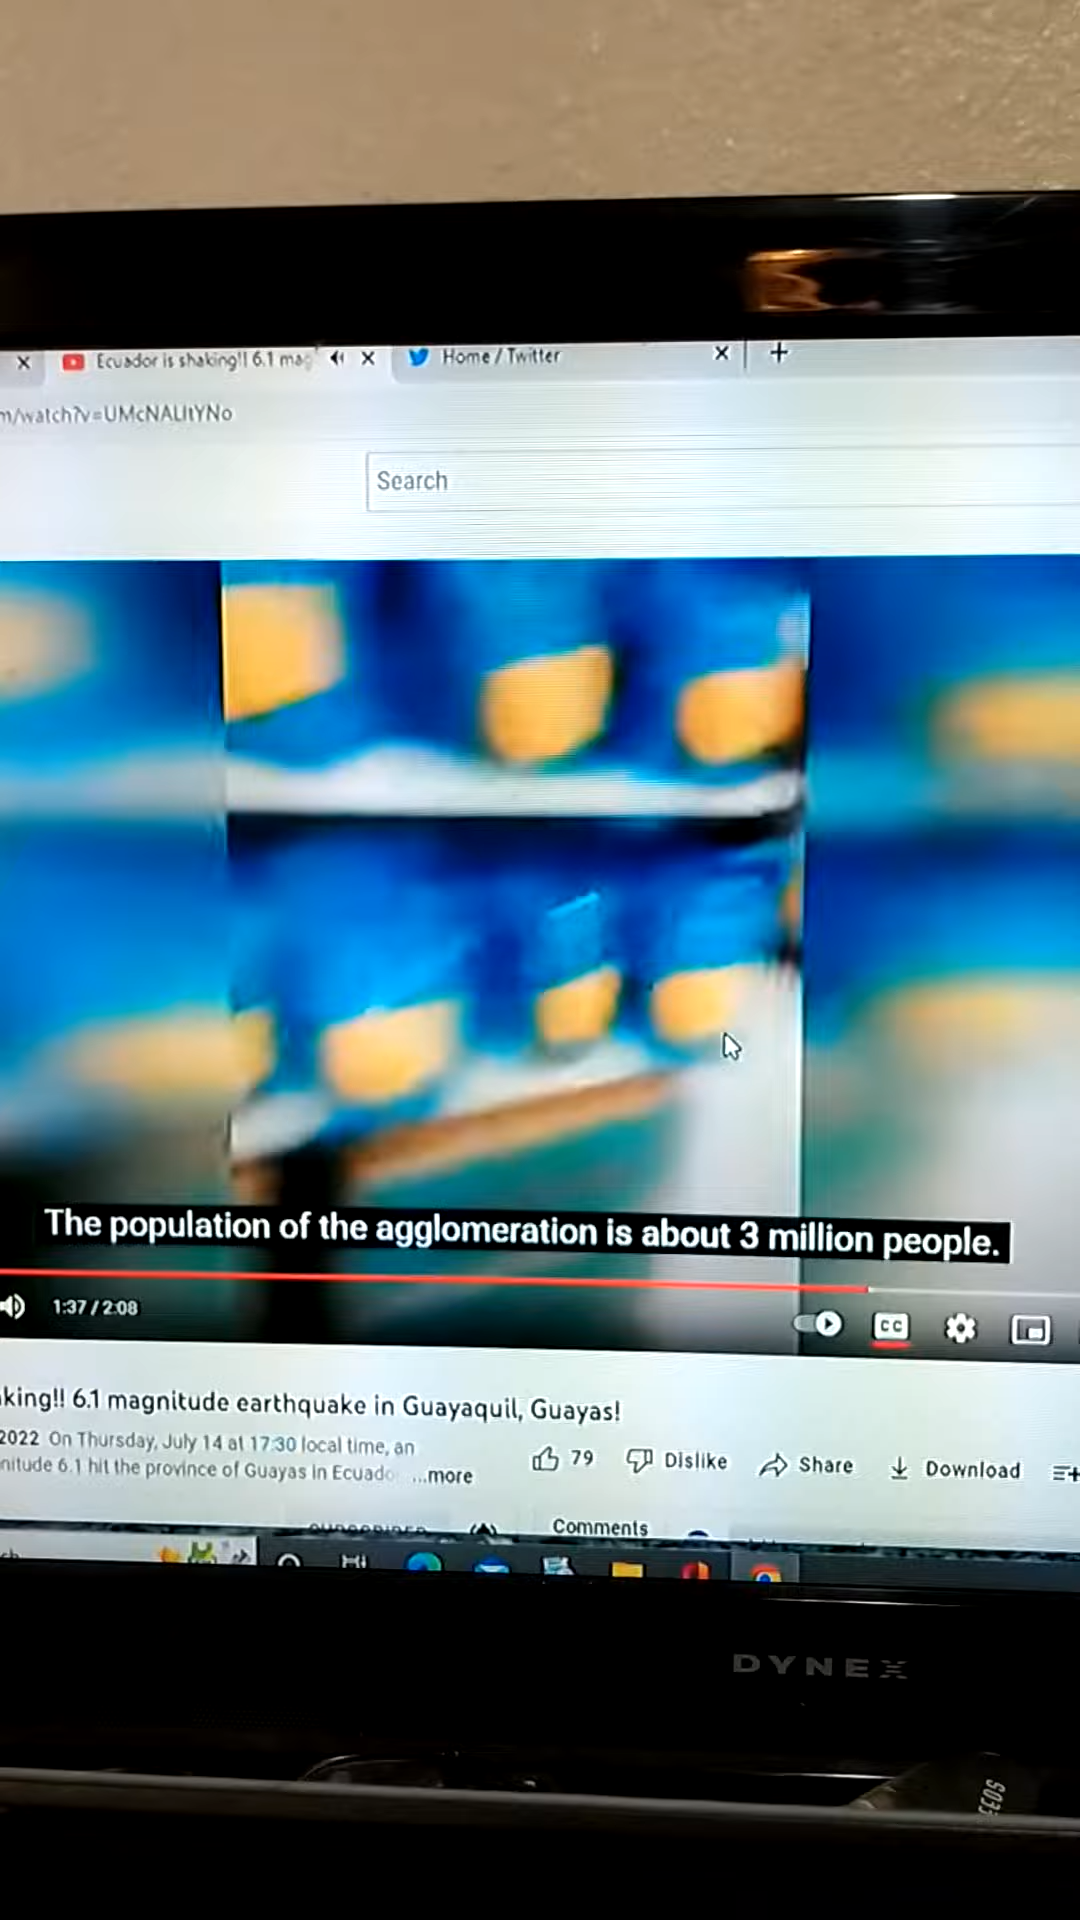 Ecuador is shaking!! 6.1 mag
Home / Twitter
m/watch?v=UMcNAUtYNo
Search
The population of the agglomeration is about 3 million people.
1:37 / 2:08
CC
king!! 6.1 magnitude earthquake in Guayaquil, Guayas!
2022 On Thursday, July 14 at 17:30 local time, an
nitude 6.1 hit the province of Guayas in Ecuado ...more
79 Dislike Share Download
Comments
DYNEX